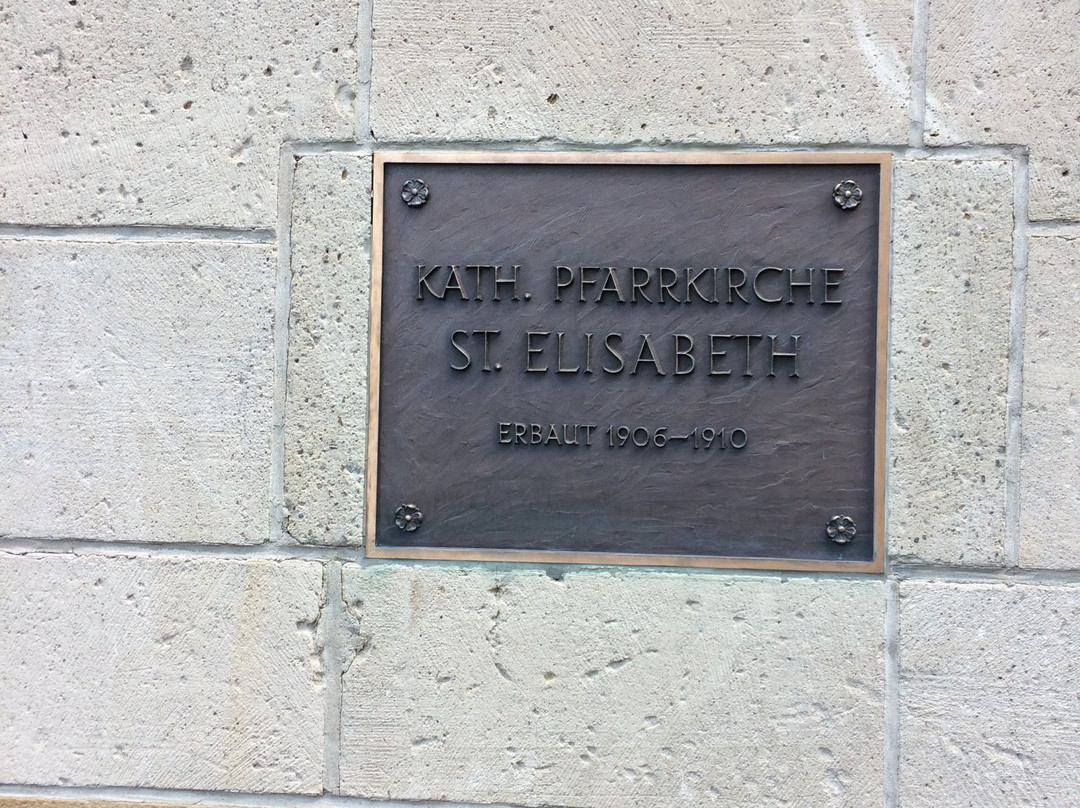 KATH. PFARRKIRCHE
ST. ELISABETH
ERBAUT 1906–1910